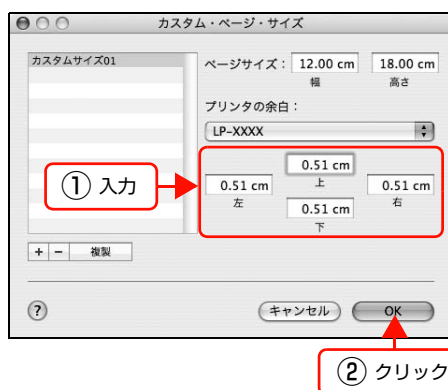 カスタム・ページ・サイズ
カスタムサイズ01
ページサイズ： 12.00 cm 18.00 cm
幅 高さ
プリンタの余白：
LP-XXXX
① 入力
0.51 cm
上
0.51 cm 0.51 cm
左 右
0.51 cm
下
+ − 複製
? キャンセル OK
② クリック